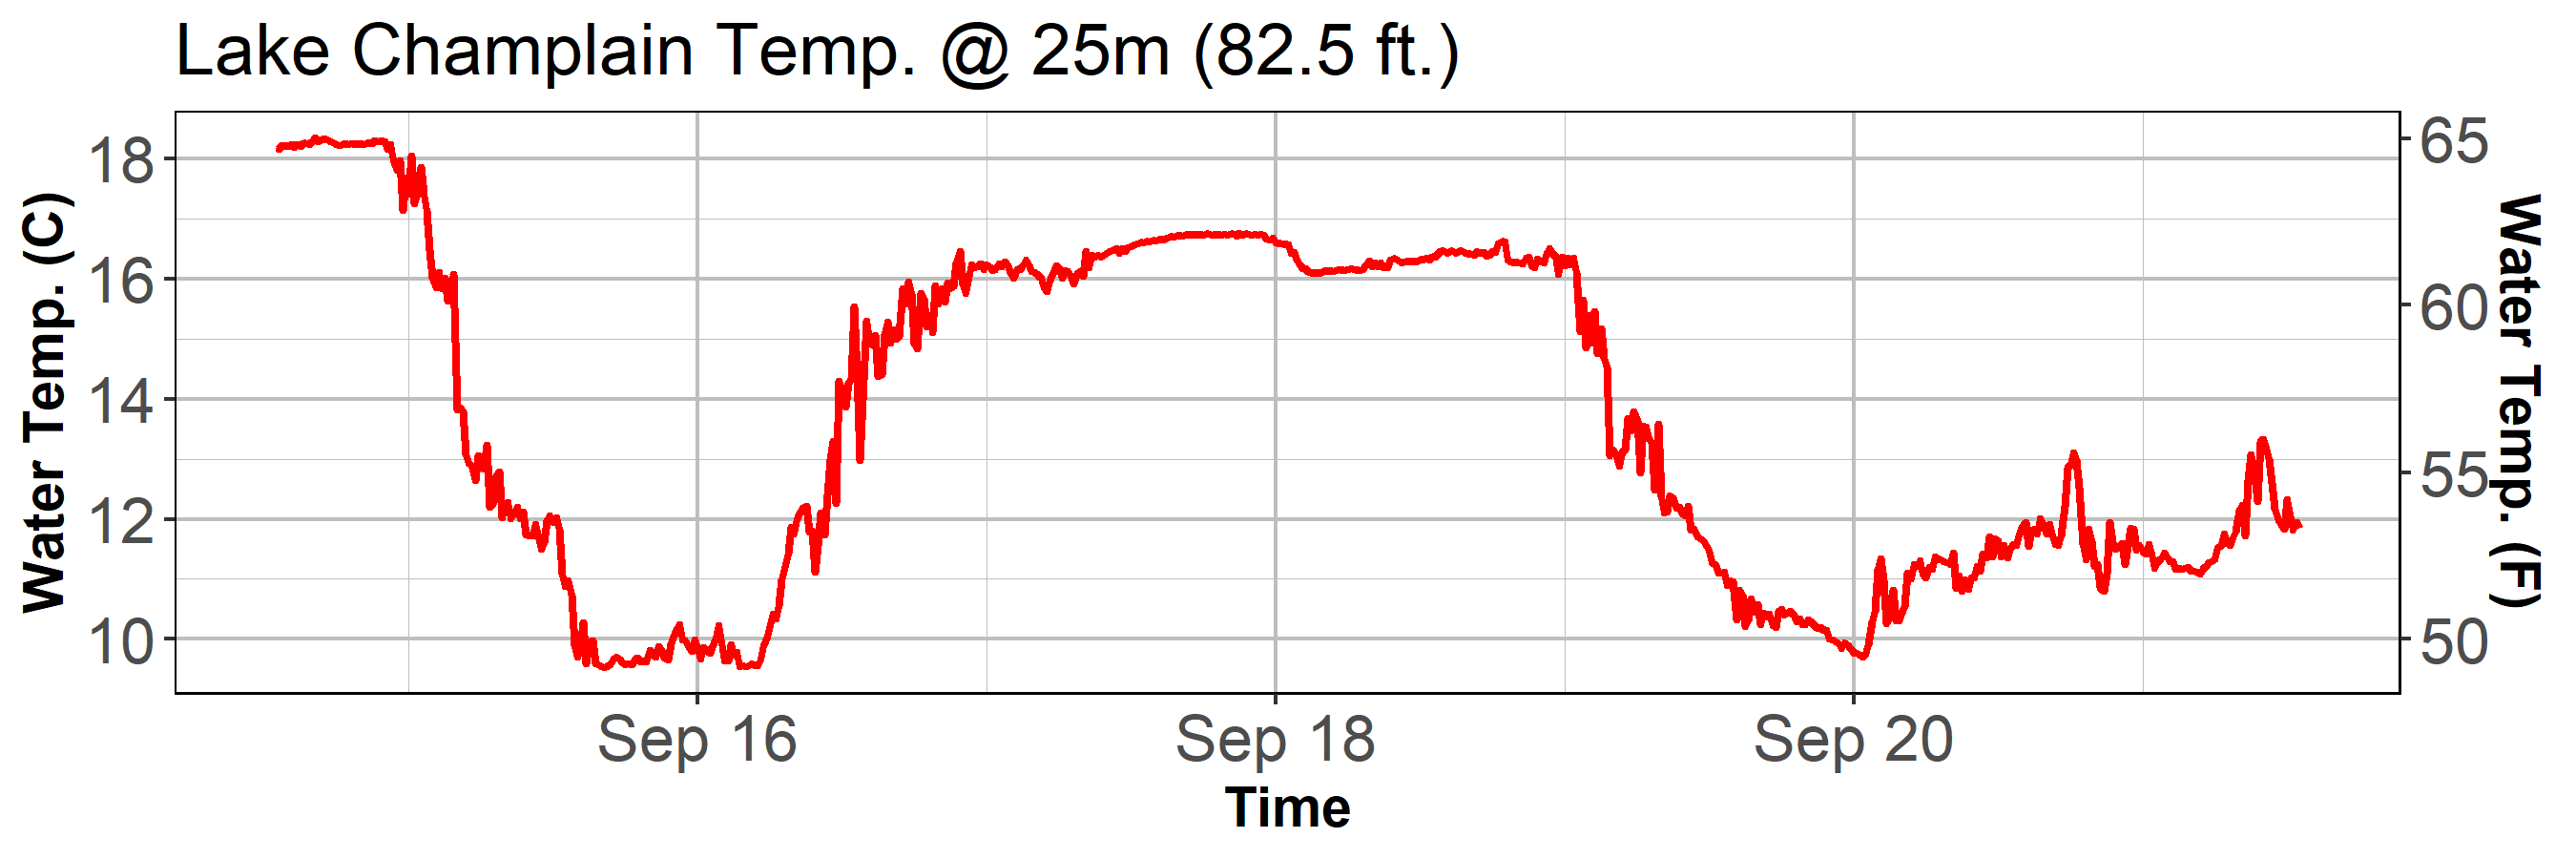 Lake Champlain Temp. @ 25m (82.5 ft.)
Water Temp. (C)
18
16
14
12
10
65
60
55
50
Water Temp. (F)
Sep 16 Sep 18 Sep 20
Time